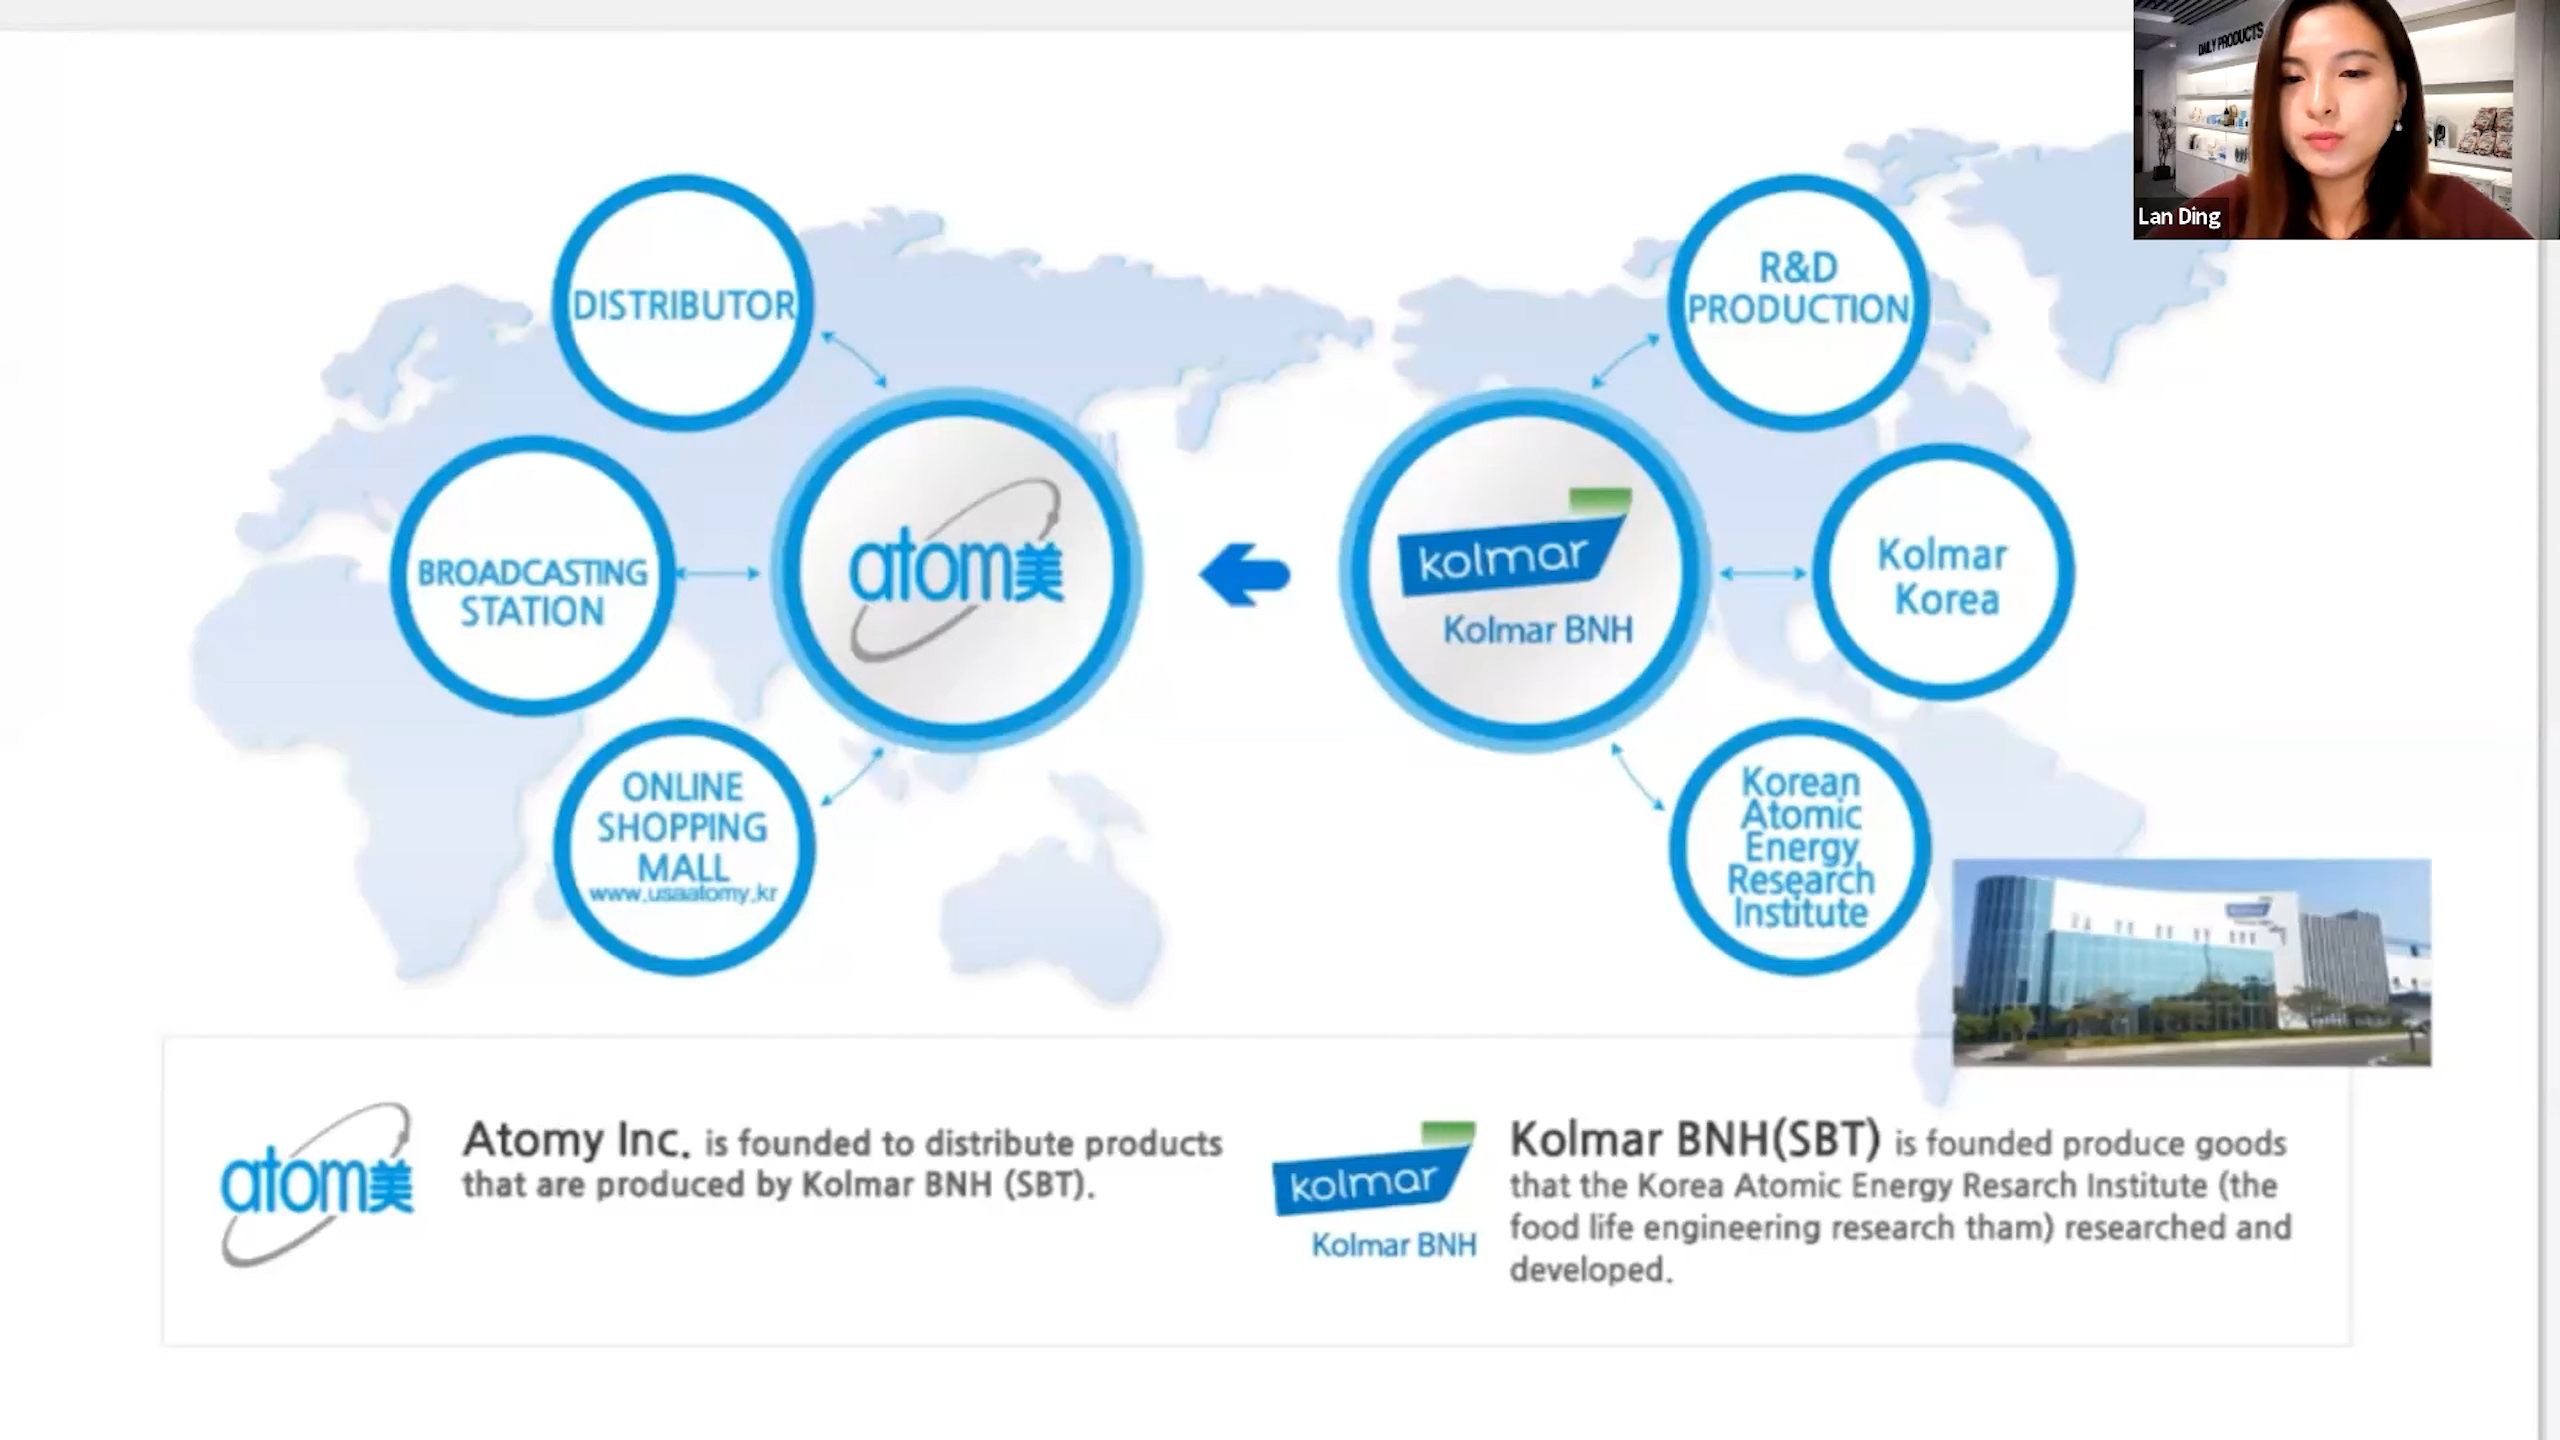 DAILY PRODUCTS
Lan Ding
DISTRIBUTOR
R&D
PRODUCTION
BROADCASTING
STATION
atom美
kolmar
Kolmar BNH
Kolmar
Korea
ONLINE
SHOPPING
MALL
www.usaatomy.kr
Korean
Atomic
Energy
Research
Institute
atom美
Atomy Inc. is founded to distribute products
that are produced by Kolmar BNH (SBT).
kolmar
Kolmar BNH
Kolmar BNH(SBT) is founded produce goods
that the Korea Atomic Energy Resarch Institute (the
food life engineering research tham) researched and
developed.